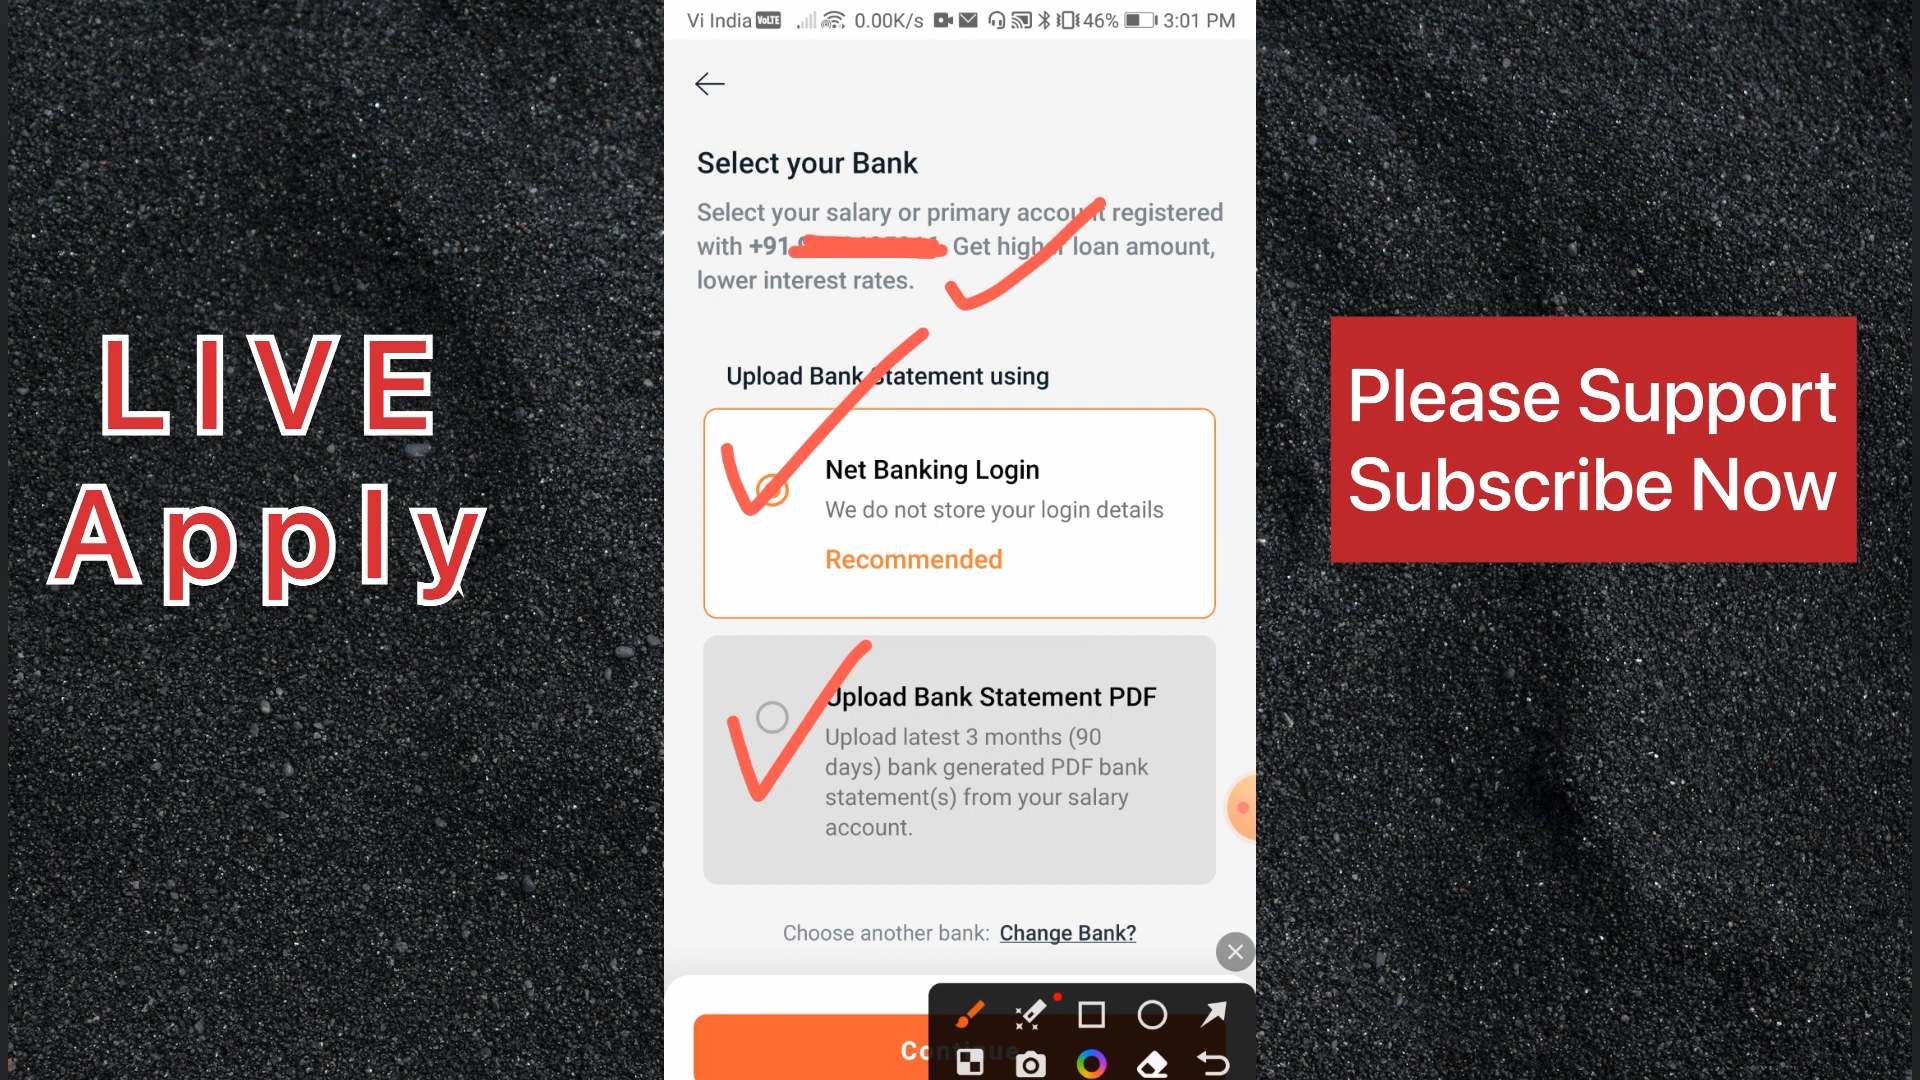 Vi India VoLTE 0.00K/s 46% 3:01 PM
Select your Bank
Select your salary or primary account registered
with +91 Get higher loan amount,
lower interest rates.
Upload Bank Statement using
Net Banking Login
We do not store your login details
Recommended
Upload Bank Statement PDF
Upload latest 3 months (90
days) bank generated PDF bank
statement(s) from your salary
account.
Choose another bank: Change Bank?
Continue
LIVE
Apply
Please Support
Subscribe Now